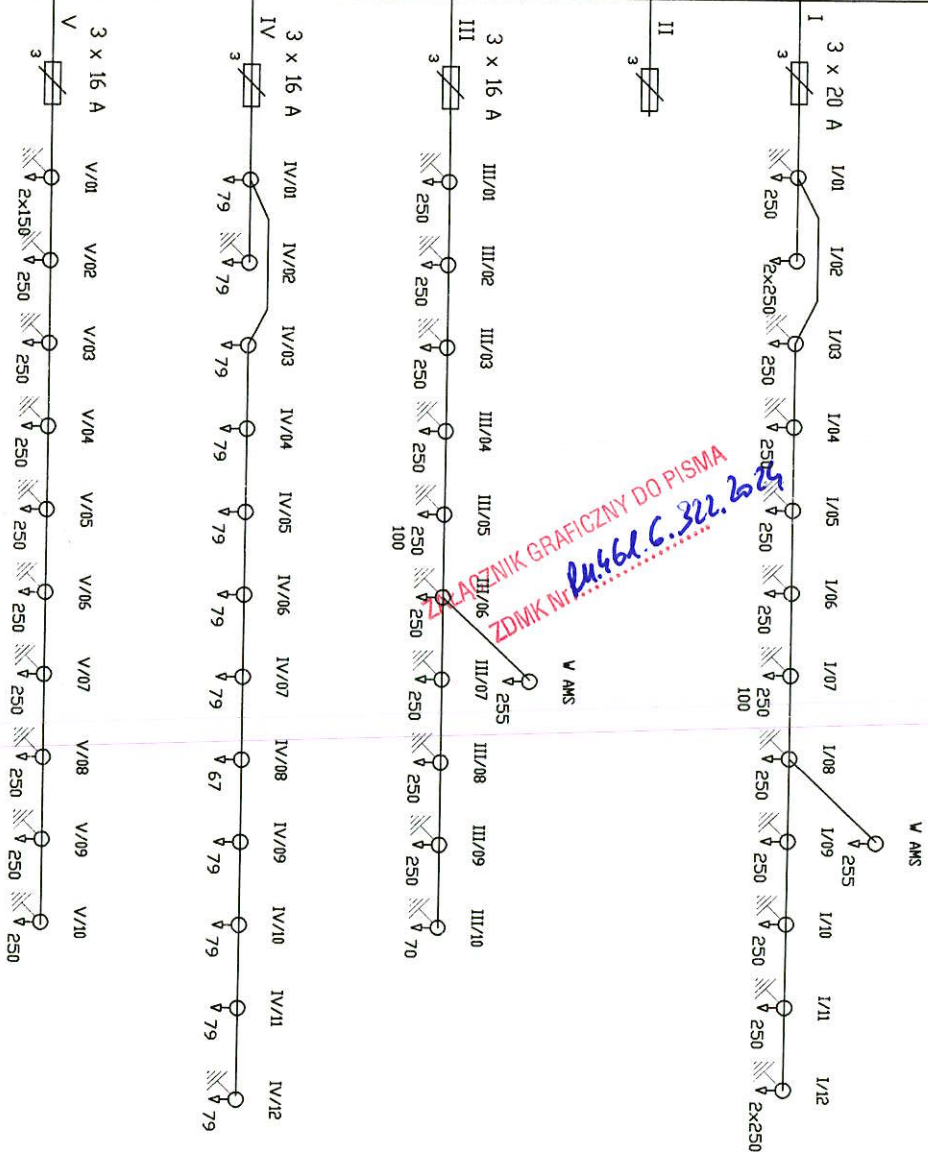 W AMS
255
I
3 x 20 A
3
I/01 I/02 I/03 I/04 I/05 I/06 I/07 I/08 I/09 I/10 I/11 I/12
250 2x250 250 250 250 250 250 250 250 250 250 2x250
100
II
3
W AMS
255
III
3 x 16 A
3
III/01 III/02 III/03 III/04 III/05 III/06 III/07 III/08 III/09 III/10
250 250 250 250 250 250 250 250 250 70
100
ZAŁĄCZNIK GRAFICZNY DO PISMA
ZDMK Nr RU.461.6.322.2024
IV
3 x 16 A
3
IV/01 IV/02 IV/03 IV/04 IV/05 IV/06 IV/07 IV/08 IV/09 IV/10 IV/11 IV/12
79 79 79 79 79 79 79 67 79 79 79 79
V
3 x 16 A
3
V/01 V/02 V/03 V/04 V/05 V/06 V/07 V/08 V/09 V/10
2x150 250 250 250 250 250 250 250 250 250